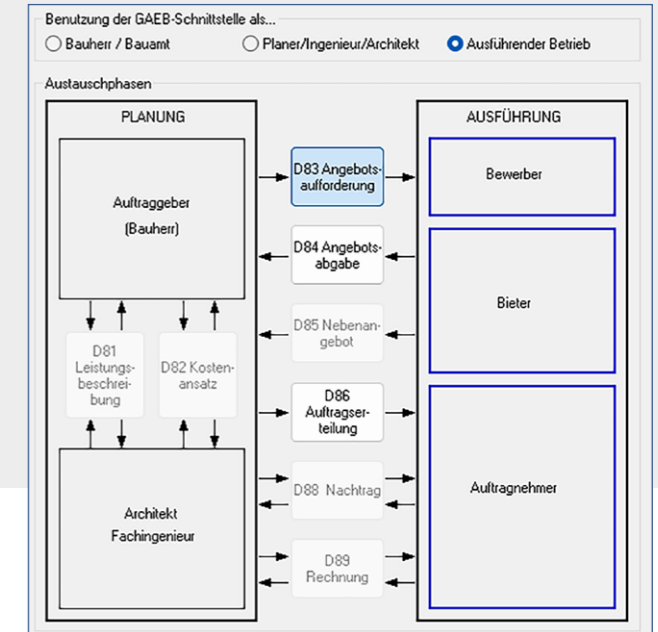 Benutzung der GAEB-Schnittstelle als...
Bauherr / Bauamt
Planer/Ingenieur/Architekt
Ausführender Betrieb
Austauschphasen
PLANUNG
AUSFÜHRUNG
Auftraggeber
(Bauherr)
D83 Angebots-
aufforderung
Bewerber
D84 Angebots-
abgabe
Bieter
D85 Nebenan-
gebot
D81
Leistungs-
beschrei-
bung
D82 Kosten-
ansatz
D86
Auftragser-
teilung
Architekt
Fachingenieur
D88 Nachtrag
Auftragnehmer
D89
Rechnung